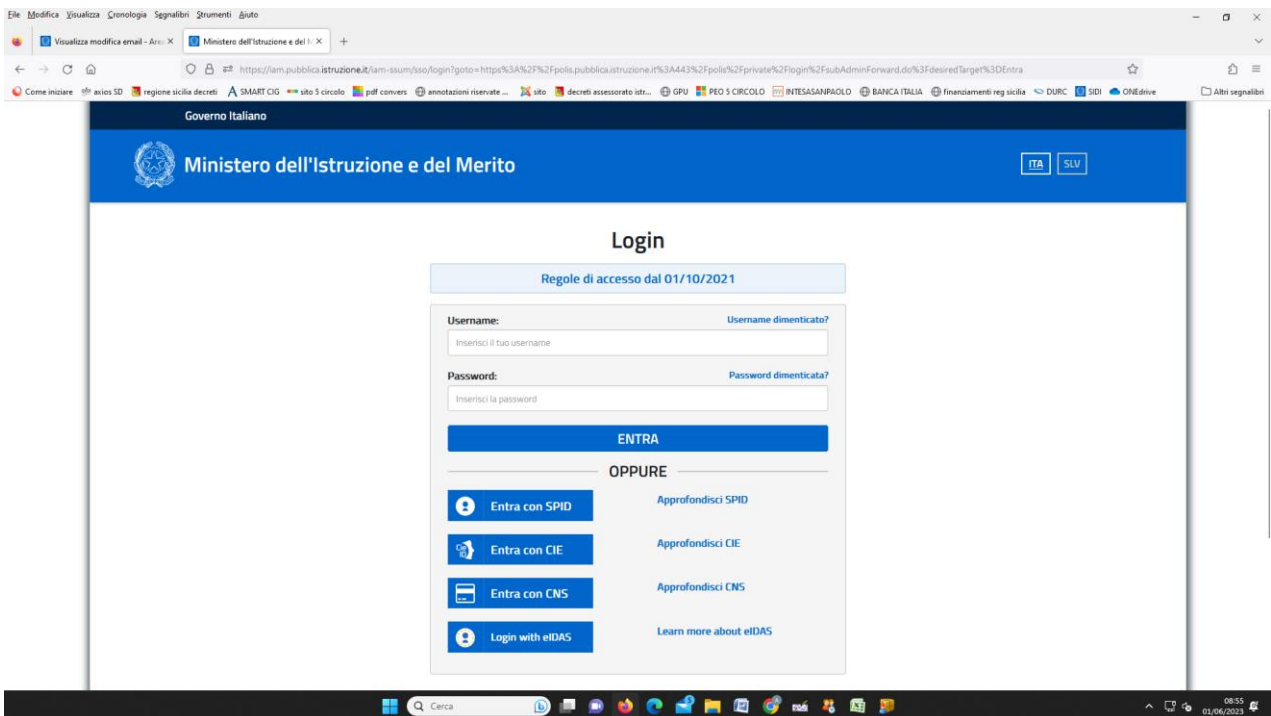 File Modifica Visualizza Cronologia Segnalibri Strumenti Aiuto
Visualizza modifica email - Are
Ministero dell'Istruzione e del M
https://iam.pubblica.istruzione.it/iam-ssum/sso/login?goto=https%3A%2F%2Fpolis.pubblica.istruzione.it%3A443%2Fpolis%2Fprivate%2Flogin%2FsubAdminForward.do%3FdesiredTarget%3DEntra
Come iniziare axios SD regione sicilia decreti SMART CIG sito 5 circolo pdf convers annotazioni riservate ... sito decreti assessorato istr... GPU PEO 5 CIRCOLO INTESASANPAOLO BANCA ITALIA finanziamenti reg sicilia DURC SIDI ONEdrive Altri segnalibri
Governo Italiano
Ministero dell'Istruzione e del Merito
ITA SLV
Login
Regole di accesso dal 01/10/2021
Username: Username dimenticato?
Inserisci il tuo username
Password: Password dimenticata?
Inserisci la password
ENTRA
OPPURE
Entra con SPID Approfondisci SPID
Entra con CIE Approfondisci CIE
Entra con CNS Approfondisci CNS
Login with eIDAS Learn more about eIDAS
Cerca
08:55
01/06/2023